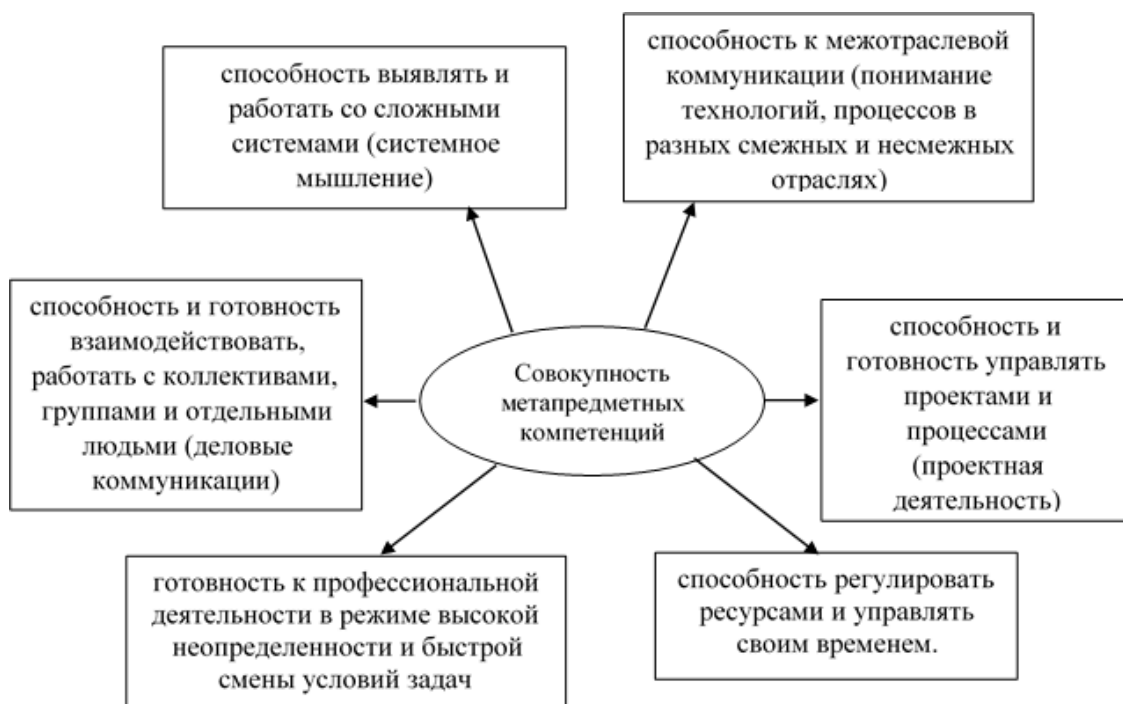 способность выявлять и
работать со сложными
системами (системное
мышление)
способность к межотраслевой
коммуникации (понимание
технологий, процессов в
разных смежных и несмежных
отраслях)
способность и готовность
взаимодействовать,
работать с коллективами,
группами и отдельными
людьми (деловые
коммуникации)
Совокупность
метапредметных
компетенций
способность и
готовность управлять
проектами и
процессами
(проектная
деятельность)
готовность к профессиональной
деятельности в режиме высокой
неопределенности и быстрой
смены условий задач
способность регулировать
ресурсами и управлять
своим временем.